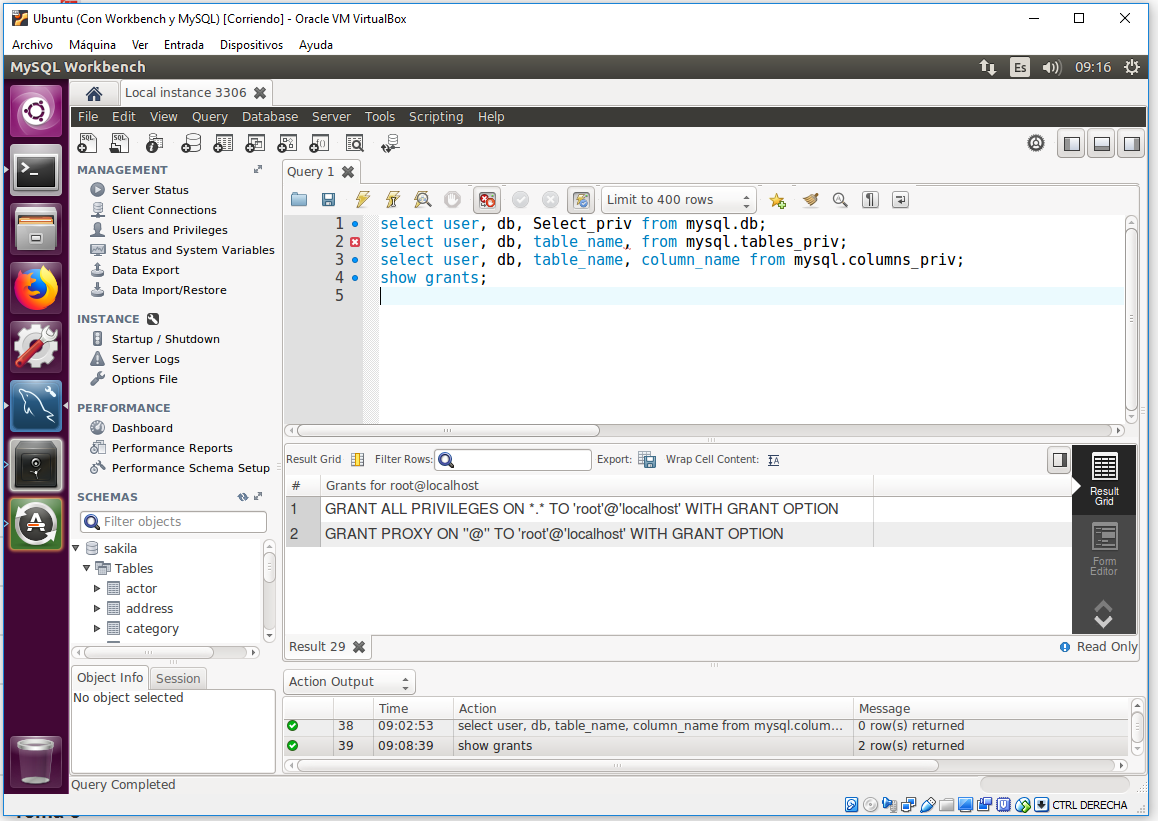 Ubuntu (Con Workbench y MySQL) [Corriendo] - Oracle VM VirtualBox
Archivo Máquina Ver Entrada Dispositivos Ayuda
MySQL Workbench Es 09:16
Local instance 3306
File Edit View Query Database Server Tools Scripting Help
MANAGEMENT
Server Status
Client Connections
Users and Privileges
Status and System Variables
Data Export
Data Import/Restore
INSTANCE
Startup / Shutdown
Server Logs
Options File
PERFORMANCE
Dashboard
Performance Reports
Performance Schema Setup
SCHEMAS
Filter objects
sakila
Tables
actor
address
category
Object Info Session
No object selected
Query 1
Limit to 400 rows
1 select user, db, Select_priv from mysql.db;
2 select user, db, table_name, from mysql.tables_priv;
3 select user, db, table_name, column_name from mysql.columns_priv;
4 show grants;
5
Result Grid Filter Rows: Export: Wrap Cell Content:
# Grants for root@localhost
1 GRANT ALL PRIVILEGES ON *.* TO 'root'@'localhost' WITH GRANT OPTION
2 GRANT PROXY ON ''@'' TO 'root'@'localhost' WITH GRANT OPTION
Result
Grid
Form
Editor
Result 29 Read Only
Action Output
Time Action Message
38 09:02:53 select user, db, table_name, column_name from mysql.colum... 0 row(s) returned
39 09:08:39 show grants 2 row(s) returned
Query Completed
CTRL DERECHA